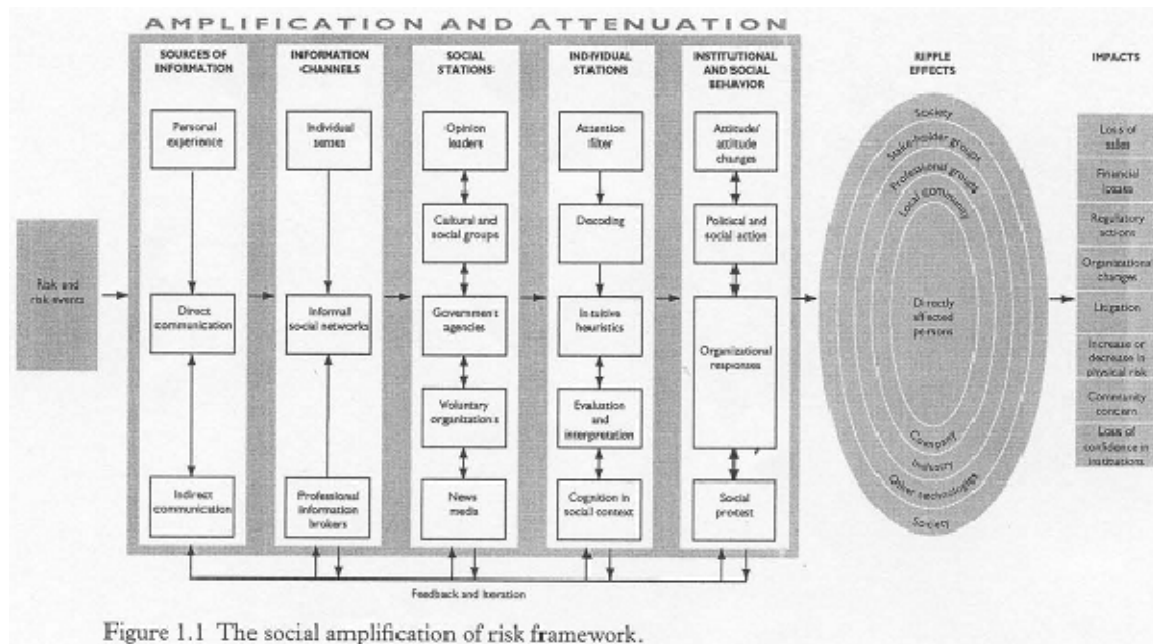 AMPLIFICATION AND ATTENUATION
SOURCES OF
INFORMATION
Personal
experience
Direct
communication
Indirect
communication
INFORMATION
CHANNELS
Individual
senses
Informal
social networks
Professional
information
brokers
SOCIAL
STATIONS
Opinion
leaders
Cultural and
social groups
Government
agencies
Voluntary
organizations
News
media
INDIVIDUAL
STATIONS
Attention
filter
Decoding
Intuitive
heuristics
Evaluation
and
interpretation
Cognition in
social context
INSTITUTIONAL
AND SOCIAL
BEHAVIOR
Attitude/
attitude
changes
Political and
social action
Organizational
responses
Social
protest
Risk and
risk events
Feedback and iteration
RIPPLE
EFFECTS
Society
Stakeholder groups
Professional groups
Local community
Directly
affected
persons
Company
Industry
Other technologies
Society
IMPACTS
Loss of
sales
Financial
losses
Regulatory
actions
Organizational
changes
Litigation
Increase or
decrease in
physical risk
Community
concern
Loss of
confidence in
institutions
Figure 1.1 The social amplification of risk framework.